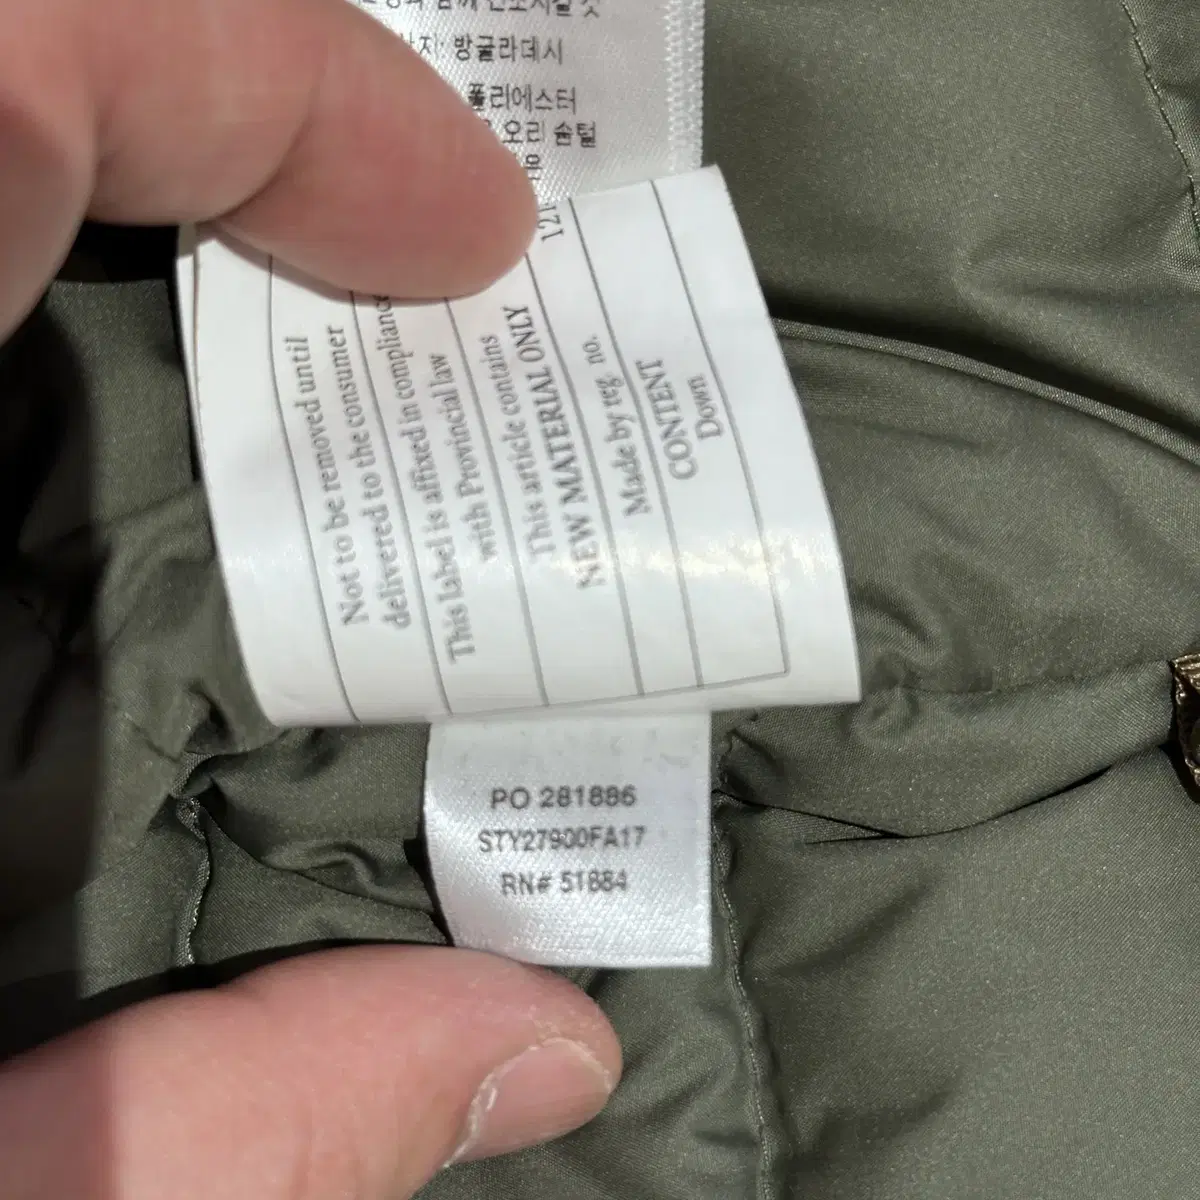 방글라데시
폴리에스터
오리 솜털
Not to be removed until
delivered to the consumer
This label is affixed in compliance
with Provincial law
This article contains
NEW MATERIAL ONLY
Made by reg. no.
CONTENT
Down
PO 281886
STY27900FA17
RN# 51884